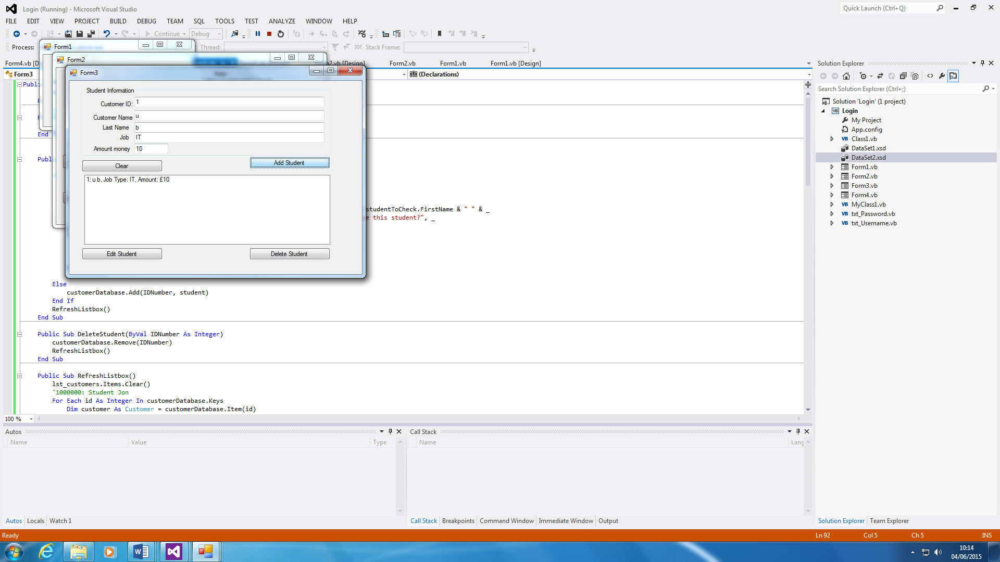 Login (Running) - Microsoft Visual Studio
Quick Launch (Ctrl+Q)
FILE EDIT VIEW PROJECT BUILD DEBUG TEAM SQL TOOLS TEST ANALYZE WINDOW HELP
Continue Debug
Process: Thread: Stack Frame:
Form4.vb [D [Design] Form2.vb Form1.vb Form1.vb [Design]
Form3 (Declarations)
Form1
Form2
Form3
Student Information
Customer ID: 1
Customer Name u
Last Name b
Job IT
Amount money 10
Clear
Add Student
1: u b, Job Type: IT, Amount: £10
Edit Student
Delete Student
Publ
End
Publ
studentToCheck.FirstName & " " & _
this student?", _
Else
customerDatabase.Add(IDNumber, student)
End If
RefreshListbox()
End Sub
Public Sub DeleteStudent(ByVal IDNumber As Integer)
customerDatabase.Remove(IDNumber)
RefreshListbox()
End Sub
Public Sub RefreshListbox()
lst_customers.Items.Clear()
'1000000: Student Jon
For Each id As Integer In customerDatabase.Keys
Dim customer As Customer = customerDatabase.Item(id)
100 %
Solution Explorer
Search Solution Explorer (Ctrl+;)
Solution 'Login' (1 project)
Login
My Project
App.config
Class1.vb
DataSet1.xsd
DataSet2.xsd
Form1.vb
Form2.vb
Form3.vb
Form4.vb
MyClass1.vb
txt_Password.vb
txt_Username.vb
Autos
Name Value Type
Call Stack
Name Lang
Autos Locals Watch 1
Call Stack Breakpoints Command Window Immediate Window Output
Solution Explorer Team Explorer
Ready Ln 92 Col 5 Ch 5 INS
10:14
04/06/2015